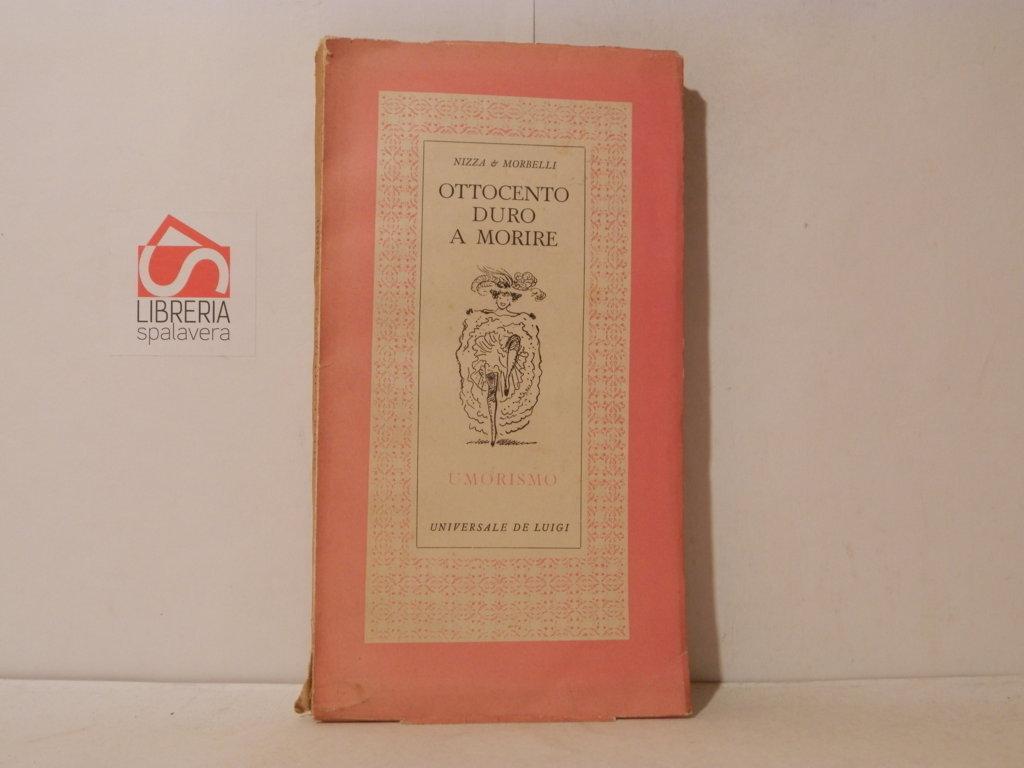 NIZZA & MORBELLI
OTTOCENTO
DURO
A MORIRE
UMORISMO
UNIVERSALE DE LUIGI
LIBRERIA
spalavera